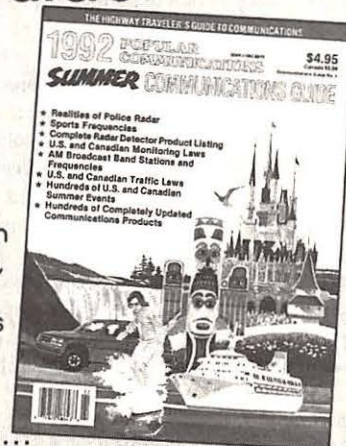 THE HIGHWAY TRAVELER'S GUIDE TO COMMUNICATIONS
1992 POPULAR COMMUNICATIONS
$4.95
SUMMER COMMUNICATIONS GUIDE
★ Realities of Police Radar
★ Sports Frequencies
★ Complete Radar Detector Product Listing
★ U.S. and Canadian Monitoring Laws
★ AM Broadcast Band Stations and
Frequencies
★ U.S. and Canadian Traffic Laws
★ Hundreds of U.S. and Canadian
Summer Events
★ Hundreds of Completely Updated
Communications Products